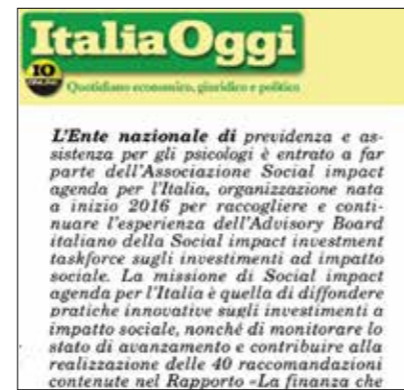 ItaliaOggi
10
Quotidiano economico, giuridico e politico
L'Ente nazionale di previdenza e as-
sistenza per gli psicologi è entrato a far
parte dell'Associazione Social impact
agenda per l'Italia, organizzazione nata
a inizio 2016 per raccogliere e conti-
nuare l'esperienza dell'Advisory Board
italiano della Social impact investment
taskforce sugli investimenti ad impatto
sociale. La missione di Social impact
agenda per l'Italia è quella di diffondere
pratiche innovative sugli investimenti a
impatto sociale, nonché di monitorare lo
stato di avanzamento e contribuire alla
realizzazione delle 40 raccomandazioni
contenute nel Rapporto «La finanza che